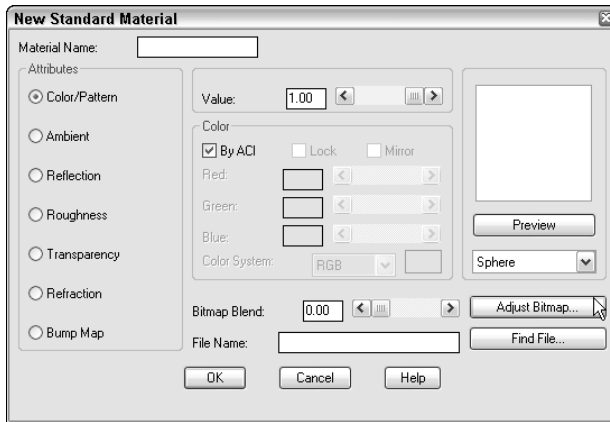 New Standard Material
Material Name:
Attributes
Color/Pattern
Ambient
Reflection
Roughness
Transparency
Refraction
Bump Map
Value: 1.00
Color
By ACI Lock Mirror
Red:
Green:
Blue:
Color System: RGB
Bitmap Blend: 0.00
File Name:
Preview
Sphere
Adjust Bitmap...
Find File...
OK Cancel Help